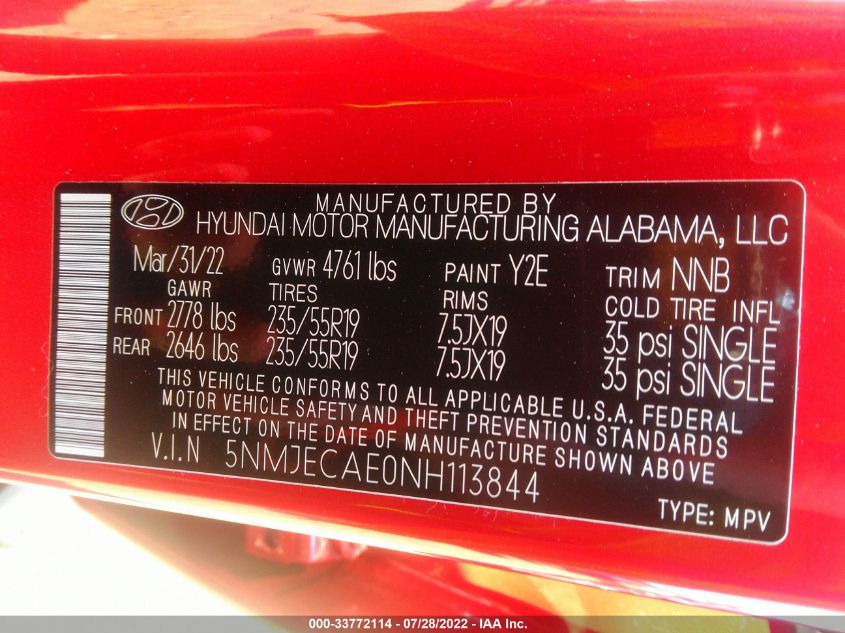 MANUFACTURED BY
HYUNDAI MOTOR MANUFACTURING ALABAMA, LLC
Mar/31/22 GVWR 4761 lbs PAINT Y2E TRIM NNB
GAWR TIRES RIMS COLD TIRE INFL
FRONT 2778 lbs 235/55R19 7.5JX19 35 psi SINGLE
REAR 2646 lbs 235/55R19 7.5JX19 35 psi SINGLE
THIS VEHICLE CONFORMS TO ALL APPLICABLE U.S.A. FEDERAL
MOTOR VEHICLE SAFETY AND THEFT PREVENTION STANDARDS
IN EFFECT ON THE DATE OF MANUFACTURE SHOWN ABOVE.
V.I.N 5NMJECAE0NH113844
TYPE: MPV
000-33772114 - 07/28/2022 - IAA Inc.